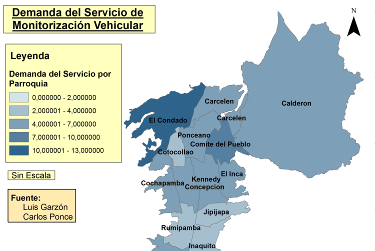 Demanda del Servicio de
Monitorización Vehicular
N
Leyenda
Demanda del Servicio por
Parroquia
0,000000 - 2,000000
2,000001 - 4,000000
4,000001 - 7,000000
7,000001 - 10,000000
10,000001 - 13,000000
Sin Escala
Fuente:
Luis Garzón
Carlos Ponce
Carcelen
Calderon
El Condado
Carcelen
Ponceano
Comite del Pueblo
Cotocollao
El Inca
Cochapamba
Kennedy
Concepcion
Jipijapa
Rumipamba
Inaquito